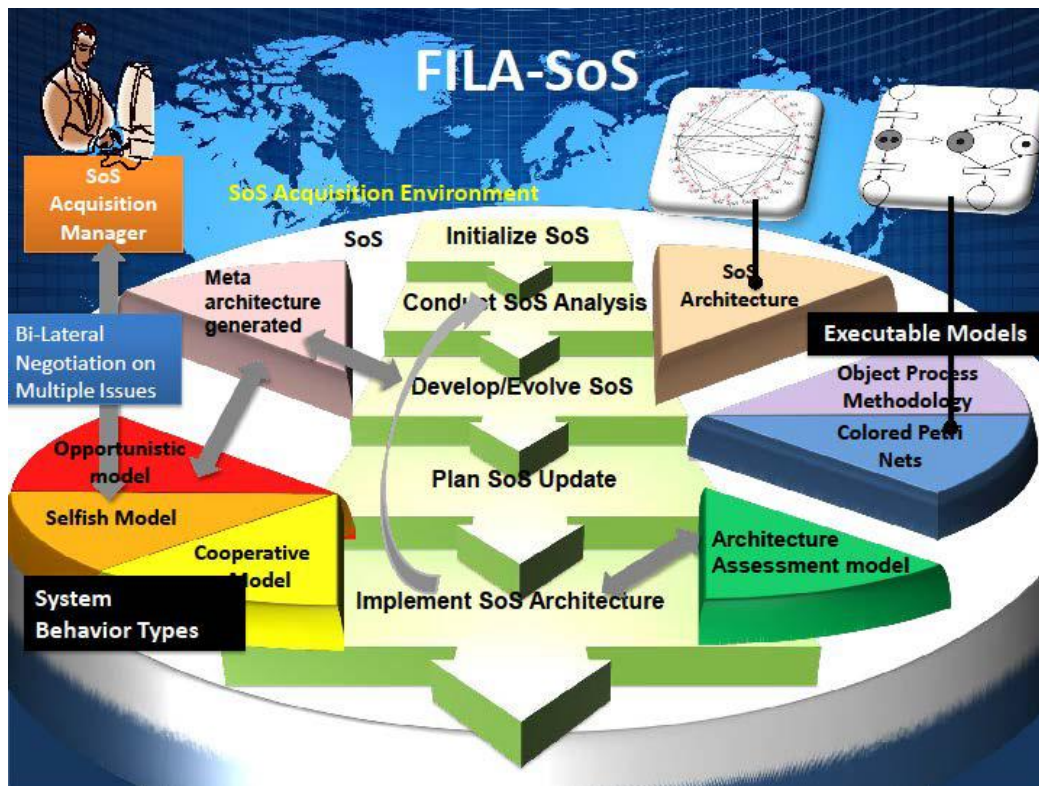 FILA-SoS
SoS
Acquisition
Manager
SoS Acquisition Environment
SoS
Initialize SoS
Meta
architecture
generated
Conduct SoS Analysis
SoS
Architecture
Bi-Lateral
Negotiation on
Multiple Issues
Executable Models
Develop/Evolve SoS
Object Process
Methodology
Colored Petri
Nets
Opportunistic
model
Plan SoS Update
Selfish Model
Cooperative
Model
Architecture
Assessment model
Implement SoS Architecture
System
Behavior Types